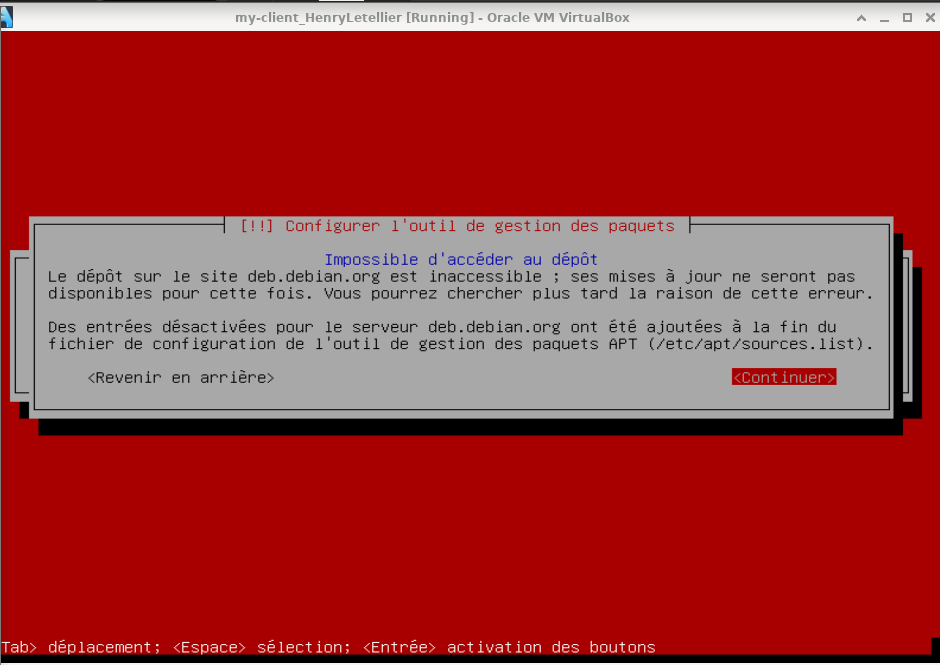 my-client_HenryLetellier [Running] - Oracle VM VirtualBox
[!!] Configurer l'outil de gestion des paquets
Impossible d'accéder au dépôt
Le dépôt sur le site deb.debian.org est inaccessible ; ses mises à jour ne seront pas
disponibles pour cette fois. Vous pourrez chercher plus tard la raison de cette erreur.
Des entrées désactivées pour le serveur deb.debian.org ont été ajoutées à la fin du
fichier de configuration de l'outil de gestion des paquets APT (/etc/apt/sources.list).
<Revenir en arrière> <Continuer>
Tab> déplacement; <Espace> sélection; <Entrée> activation des boutons